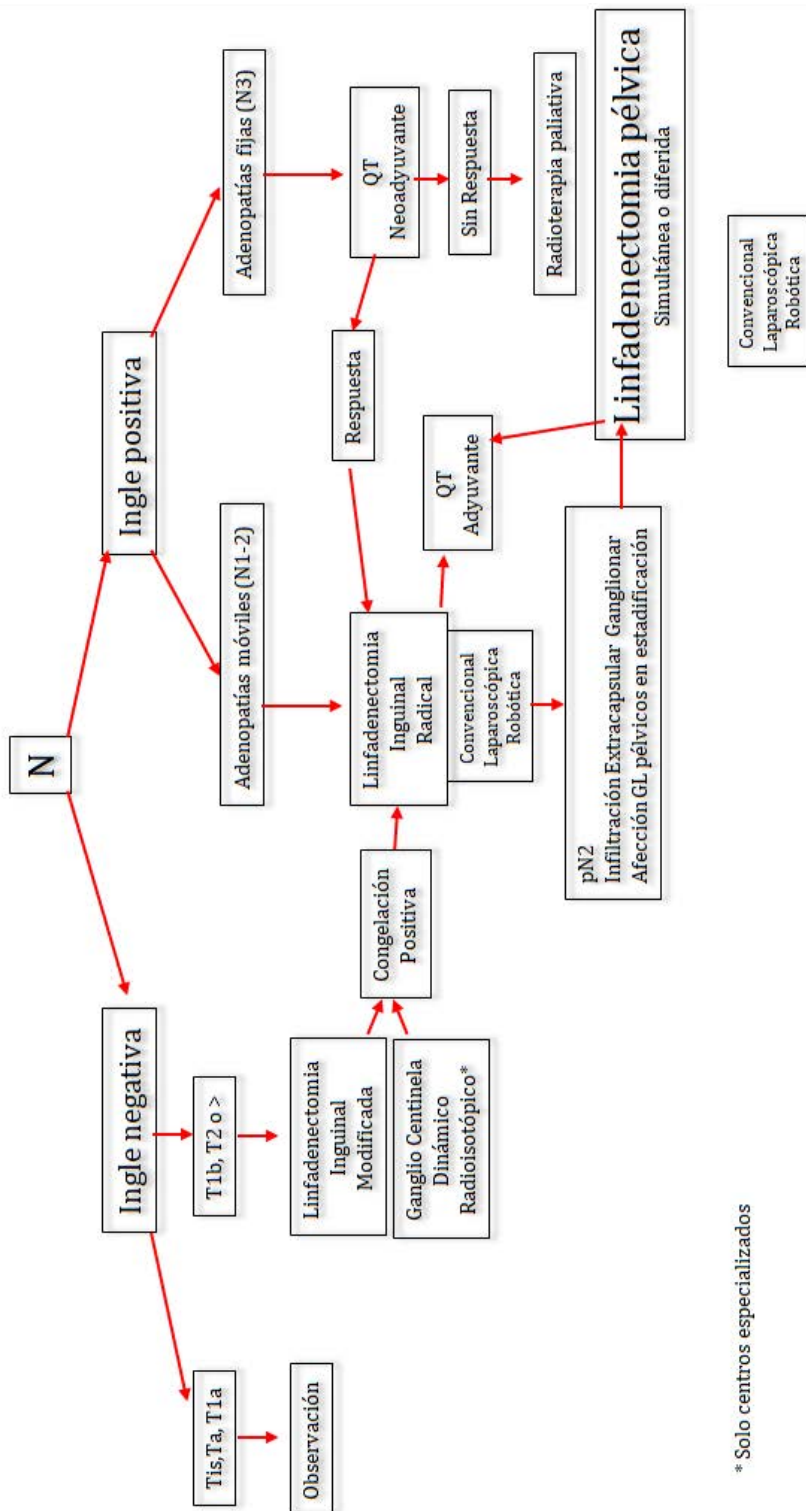 N
Ingle negativa
Ingle positiva
Tis,Ta, T1a
T1b, T2 o >
Adenopatías móviles (N1-2)
Adenopatías fijas (N3)
Observación
Linfadenectomia
Inguinal
Modificada
Ganglio Centinela
Dinámico
Radioisotópico*
Congelación
Positiva
Linfadenectomia
Inguinal
Radical
Convencional
Laparoscópica
Robótica
Respuesta
QT
Neoadyuvante
Sin Respuesta
Radioterapia paliativa
QT
Adyuvante
pN2
Infiltración Extracapsular Ganglionar
Afección GL pélvicos en estadificación
Linfadenectomia pélvica
Simultánea o diferida
Convencional
Laparoscópica
Robótica
* Solo centros especializados